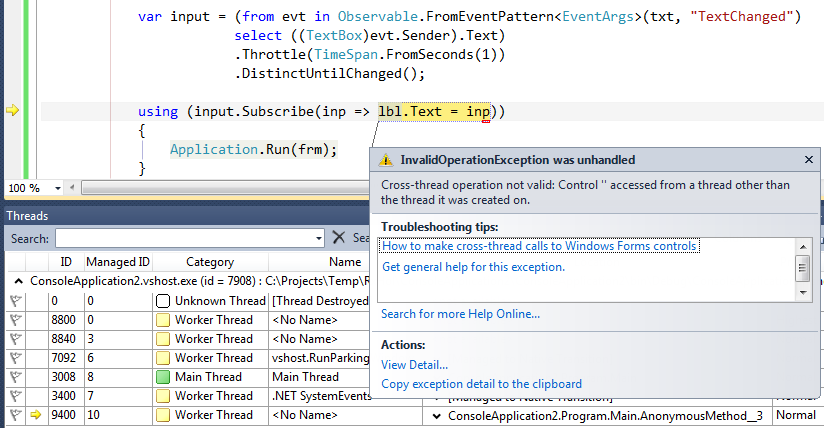 var input = (from evt in Observable.FromEventPattern<EventArgs>(txt, "TextChanged")
select ((TextBox)evt.Sender).Text)
.Throttle(TimeSpan.FromSeconds(1))
.DistinctUntilChanged();
using (input.Subscribe(inp => lbl.Text = inp))
{
Application.Run(frm);
}
InvalidOperationException was unhandled
Cross-thread operation not valid: Control '' accessed from a thread other than
the thread it was created on.
Troubleshooting tips:
How to make cross-thread calls to Windows Forms controls
Get general help for this exception.
Search for more Help Online...
Actions:
View Detail...
Copy exception detail to the clipboard
100 %
Threads
Search:
ID Managed ID Category Name
ConsoleApplication2.vshost.exe (id = 7908) : C:\Projects\Temp\R
0 0 Unknown Thread [Thread Destroyed
8800 0 Worker Thread <No Name>
8840 3 Worker Thread <No Name>
7092 6 Worker Thread vshost.RunParking
3008 8 Main Thread Main Thread
3400 7 Worker Thread .NET SystemEvents [Managed to Native Transition] Normal
9400 10 Worker Thread <No Name> ConsoleApplication2.Program.Main.AnonymousMethod__3 Normal